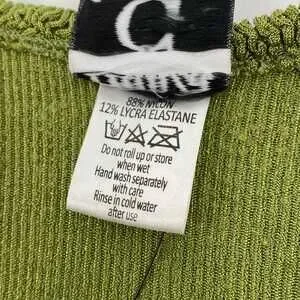 C
88% NYLON
12% LYCRA ELASTANE
Do not roll up or store
when wet
Hand wash separately
with care
Rinse in cold water
after use